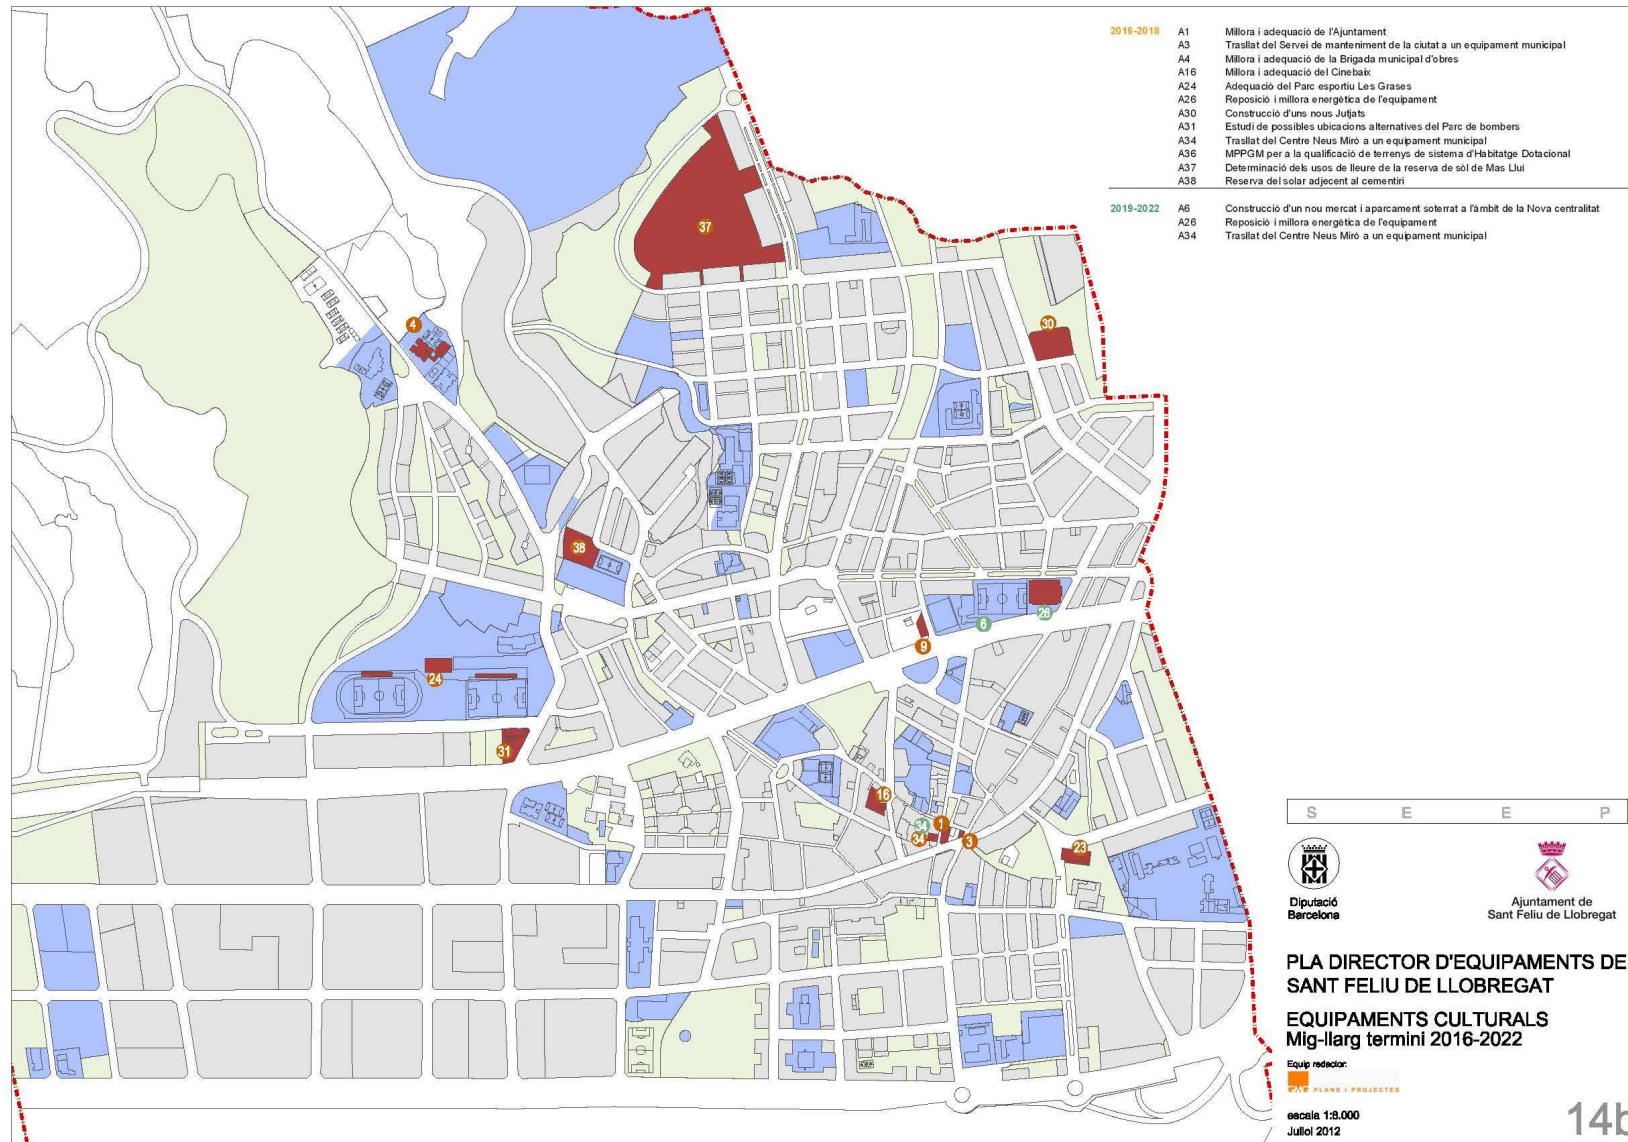 2016-2018 A1 Millora i adequació de l'Ajuntament
A3 Trasllat del Servei de manteniment de la ciutat a un equipament municipal
A4 Millora i adequació de la Brigada municipal d'obres
A16 Millora i adequació del Cinebaix
A24 Adequació del Parc esportiu Les Grases
A26 Reposició i millora energètica de l'equipament
A30 Construcció d'uns nous Jutjats
A31 Estudi de possibles ubicacions alternatives del Parc de bombers
A34 Trasllat del Centre Neus Miró a un equipament municipal
A36 MPPGM per a la qualificació de terrenys de sistema d'Habitatge Dotacional
A37 Determinació dels usos de lleure de la reserva de sòl de Mas Lluí
A38 Reserva del solar adjecent al cementiri
2019-2022 A6 Construcció d'un nou mercat i aparcament soterrat a l'àmbit de la Nova centralitat
A26 Reposició i millora energètica de l'equipament
A34 Trasllat del Centre Neus Miró a un equipament municipal
37
4
30
38
26
6
9
24
31
16
34
1
34
3
23
S E E P
Diputació
Barcelona
Ajuntament de
Sant Feliu de Llobregat
PLA DIRECTOR D'EQUIPAMENTS DE
SANT FELIU DE LLOBREGAT
EQUIPAMENTS CULTURALS
Mig-llarg termini 2016-2022
Equip redactor:
GMG PLANS I PROJECTES
escala 1:8.000
Juliol 2012
14b